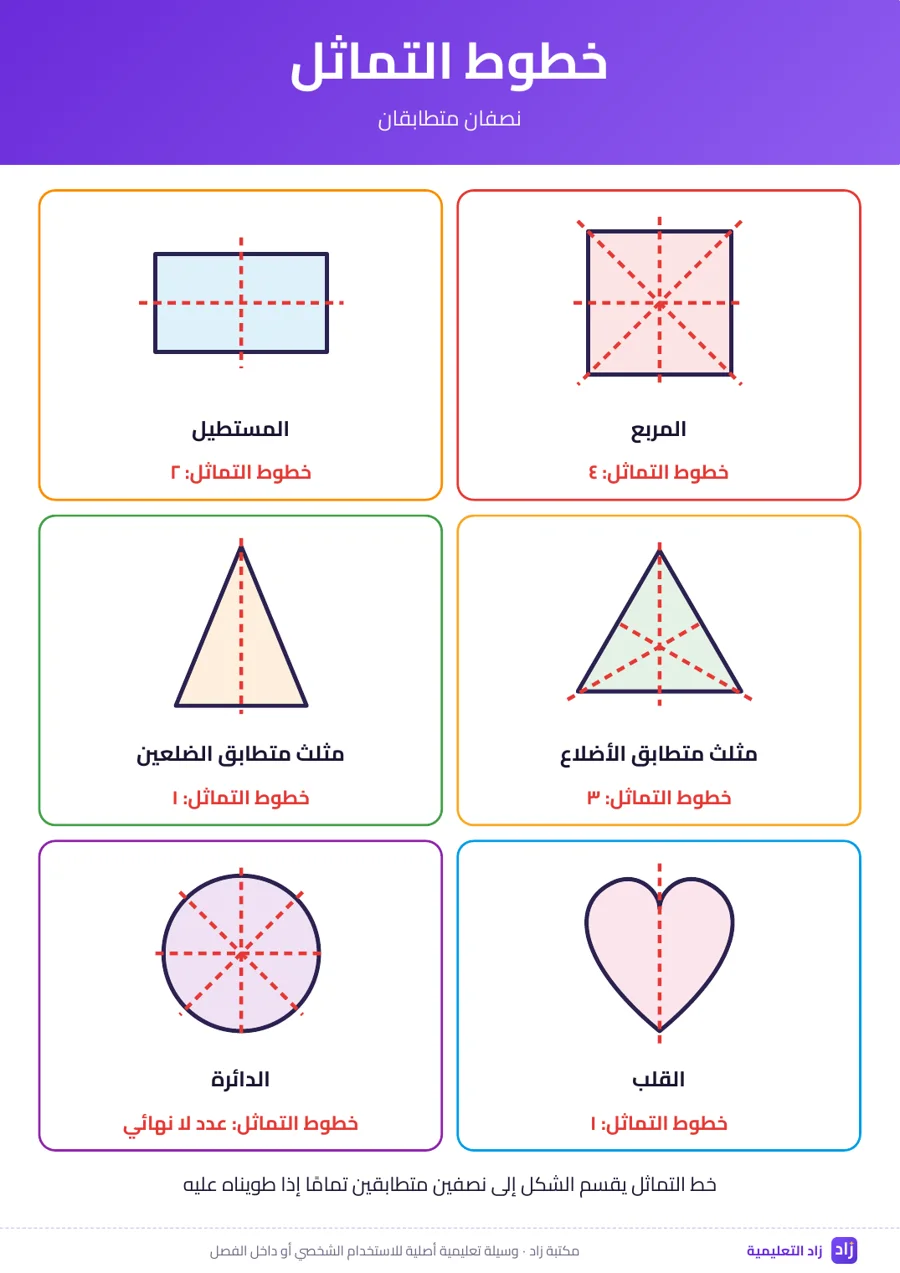 خطوط التماثل
نصفان متطابقان
المربع
خطوط التماثل: ٤
المستطيل
خطوط التماثل: ٢
مثلث متطابق الأضلاع
خطوط التماثل: ٣
مثلث متطابق الضلعين
خطوط التماثل: ١
القلب
خطوط التماثل: ١
الدائرة
خطوط التماثل: عدد لا نهائي
خط التماثل يقسم الشكل إلى نصفين متطابقين تمامًا إذا طويناه عليه
زاد
زاد التعليمية
مكتبة زاد · وسيلة تعليمية أصلية للاستخدام الشخصي أو داخل الفصل